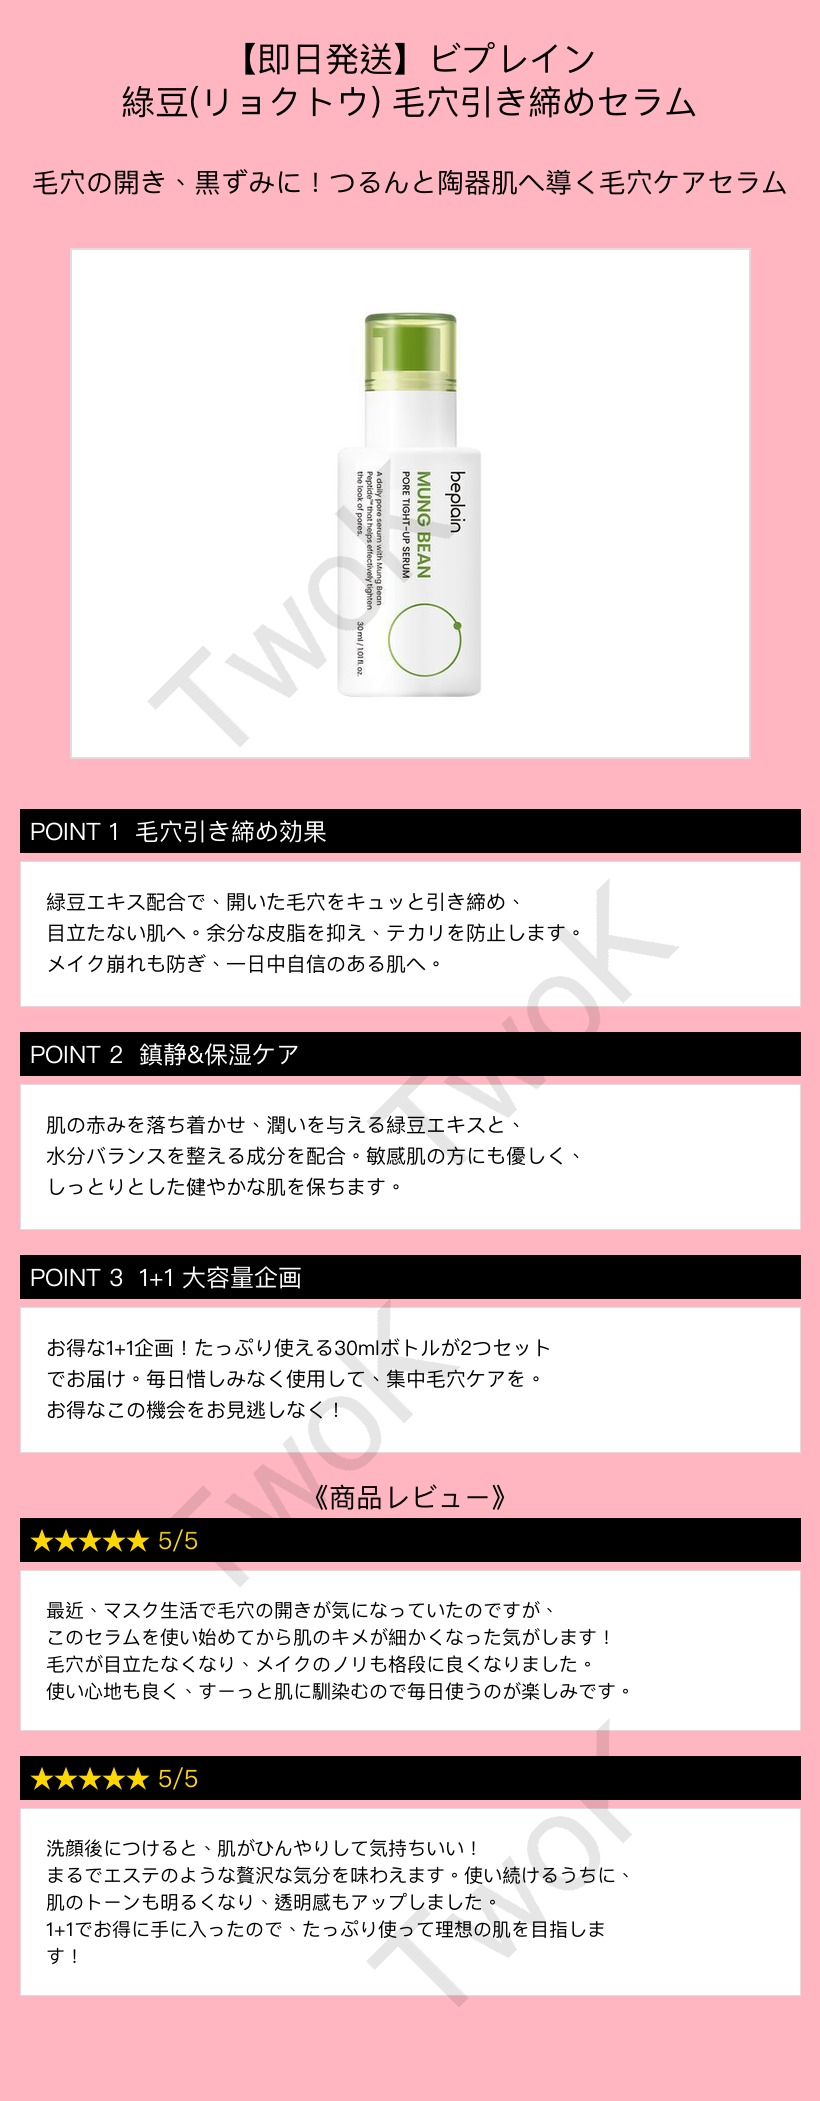 【即日発送】ビプレイン
綠豆(リョクトウ) 毛穴引き締めセラム
毛穴の開き、黒ずみに！つるんと陶器肌へ導く毛穴ケアセラム
beplain
MUNG BEAN
PORE TIGHT-UP SERUM
A daily pore serum with Mung Bean
Peptide™ that helps effectively tighten
the look of pores.
30 ml / 1.01 fl. oz.
TwoK
POINT 1 毛穴引き締め効果
緑豆エキス配合で、開いた毛穴をキュッと引き締め、
目立たない肌へ。余分な皮脂を抑え、テカリを防止します。
メイク崩れも防ぎ、一日中自信のある肌へ。
TwoK
POINT 2 鎮静&保湿ケア
肌の赤みを落ち着かせ、潤いを与える緑豆エキスと、
水分バランスを整える成分を配合。敏感肌の方にも優しく、
しっとりとした健やかな肌を保ちます。
POINT 3 1+1 大容量企画
お得な1+1企画！たっぷり使える30mlボトルが2つセット
でお届け。毎日惜しみなく使用して、集中毛穴ケアを。
お得なこの機会をお見逃しなく！
TwoK
《商品レビュー》
★★★★★ 5/5
最近、マスク生活で毛穴の開きが気になっていたのですが、
このセラムを使い始めてから肌のキメが細かくなった気がします！
毛穴が目立たなくなり、メイクのノリも格段に良くなりました。
使い心地も良く、すーっと肌に馴染むので毎日使うのが楽しみです。
★★★★★ 5/5
洗顔後につけると、肌がひんやりして気持ちいい！
まるでエステのような贅沢な気分を味わえます。使い続けるうちに、
肌のトーンも明るくなり、透明感もアップしました。
1+1でお得に手に入ったので、たっぷり使って理想の肌を目指しま
す！
TwoK